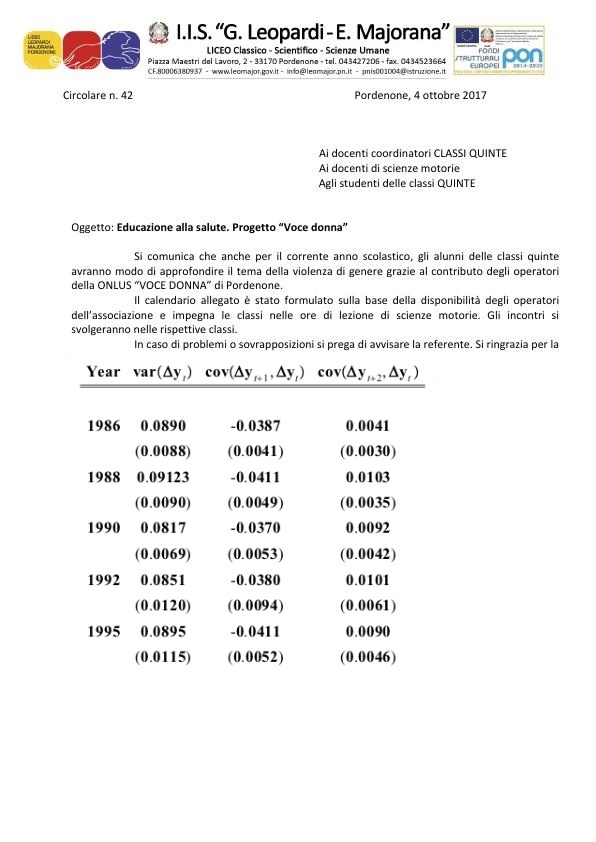 LICEO
LEOPARDI
MAJORANA
PORDENONE
I.I.S. “G. Leopardi - E. Majorana”
LICEO Classico - Scientifico - Scienze Umane
Piazza Maestri del Lavoro, 2 - 33170 Pordenone - tel. 043427206 - fax. 0434523664
CF.80006380937 - www.leomajor.gov.it - info@leomajor.pn.it - pnis001004@istruzione.it
FONDI
STRUTTURALI
EUROPEI
pon
2014-2020
Circolare n. 42 Pordenone, 4 ottobre 2017
Ai docenti coordinatori CLASSI QUINTE
Ai docenti di scienze motorie
Agli studenti delle classi QUINTE
Oggetto: Educazione alla salute. Progetto “Voce donna”
Si comunica che anche per il corrente anno scolastico, gli alunni delle classi quinte
avranno modo di approfondire il tema della violenza di genere grazie al contributo degli operatori
della ONLUS “VOCE DONNA” di Pordenone.
Il calendario allegato è stato formulato sulla base della disponibilità degli operatori
dell’associazione e impegna le classi nelle ore di lezione di scienze motorie. Gli incontri si
svolgeranno nelle rispettive classi.
In caso di problemi o sovrapposizioni si prega di avvisare la referente. Si ringrazia per la
Year var(Δy_t) cov(Δy_{t+1}, Δy_t) cov(Δy_{t+2}, Δy_t)
1986 0.0890 -0.0387 0.0041
(0.0088) (0.0041) (0.0030)
1988 0.09123 -0.0411 0.0103
(0.0090) (0.0049) (0.0035)
1990 0.0817 -0.0370 0.0092
(0.0069) (0.0053) (0.0042)
1992 0.0851 -0.0380 0.0101
(0.0120) (0.0094) (0.0061)
1995 0.0895 -0.0411 0.0090
(0.0115) (0.0052) (0.0046)